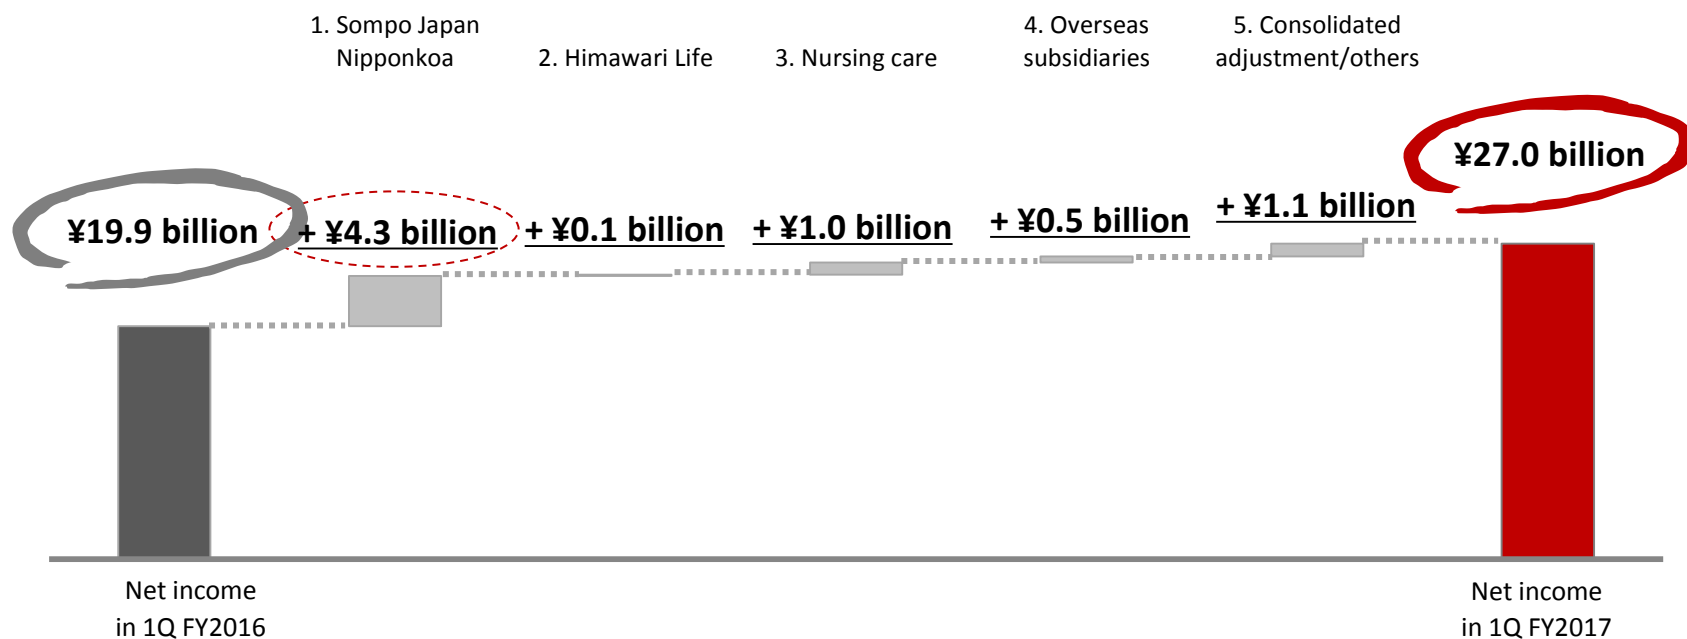 1. Sompo Japan
Nipponkoa
2. Himawari Life
3. Nursing care
4. Overseas
subsidiaries
5. Consolidated
adjustment/others
¥19.9 billion
+ ¥4.3 billion
+ ¥0.1 billion
+ ¥1.0 billion
+ ¥0.5 billion
+ ¥1.1 billion
¥27.0 billion
Net income
in 1Q FY2016
Net income
in 1Q FY2017